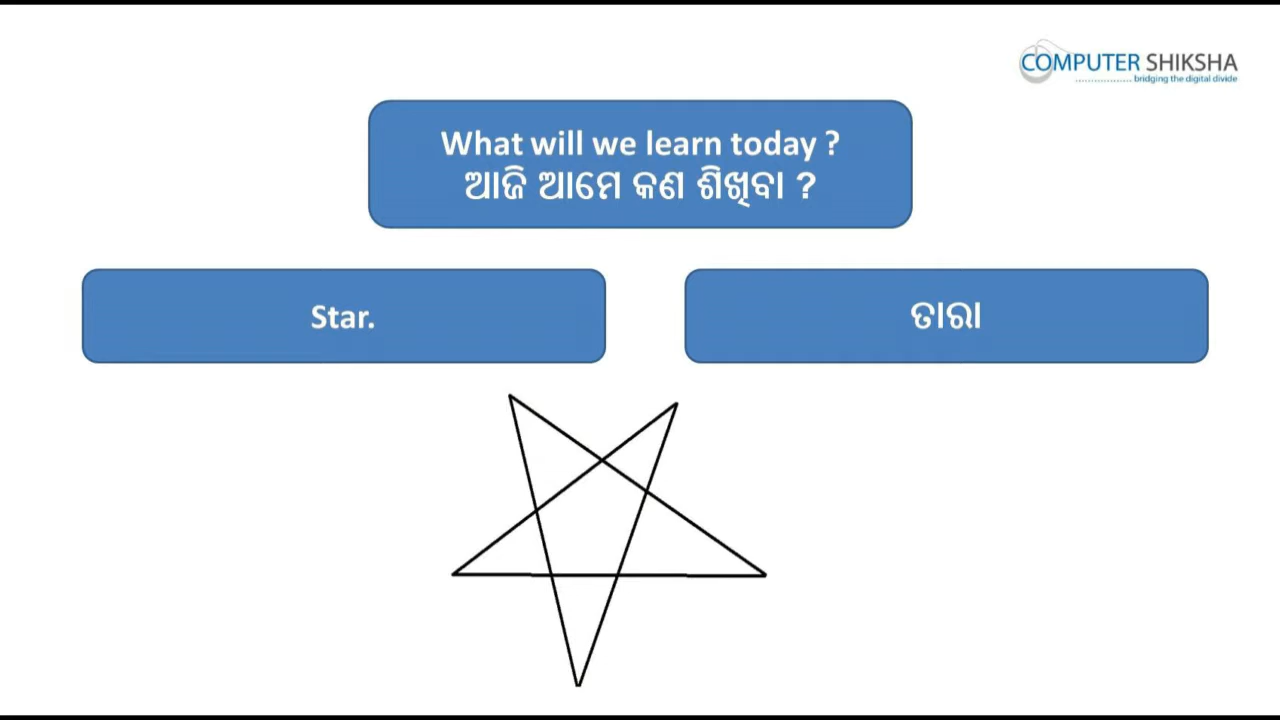 COMPUTER SHIKSHA
bridging the digital divide
What will we learn today ?
ଆଜି ଆମେ କଣ ଶିଖିବା ?
Star.
ତାରା